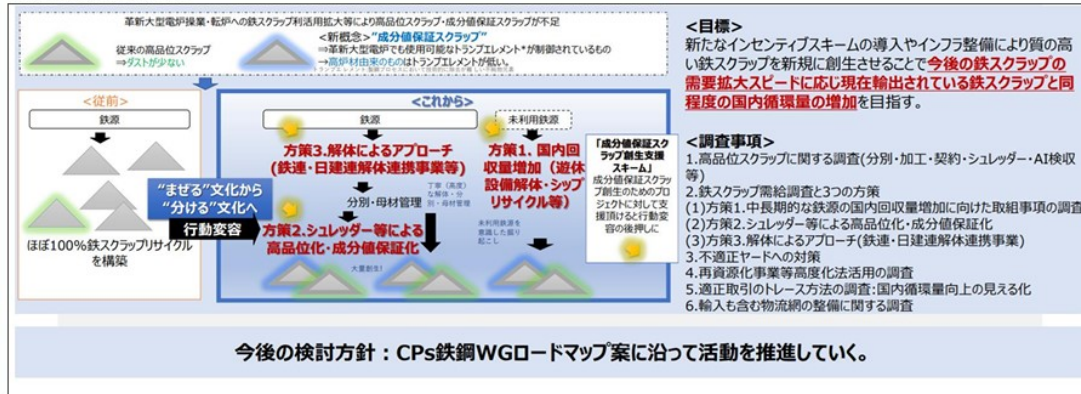 革新大型電炉操業・転炉への鉄スクラップ利活用拡大等により高品位スクラップ・成分値保証スクラップが不足
従来の高品位スクラップ
⇒ダストが少ない
<新概念>“成分値保証スクラップ”
⇒革新大型電炉でも使用可能なトランプエレメント*が制御されているもの
→高炉材由来のものはトランプエレメントが低い。
<従前>
鉄源
ほぼ100%鉄スクラップリサイクル
を構築
“まぜる”文化から
“分ける”文化へ
行動変容
<これから>
鉄源
方策3.解体によるアプローチ
(鉄連・日建連解体連携事業等)
分別・母材管理
丁寧（高度）
な解体・分
別・母材管理
方策2.シュレッダー等による
高品位化・成分値保証化
大量創生!
未利用鉄源
方策1. 国内回
収量増加（遊休
設備解体・シップ
リサイクル等）
未利用鉄源を
意識した掘り
起こし
「成分値保証スクラ
ップ創生支援
スキーム」
成分値保証スクラップ
創生のためのプロ
ジェクトに対して支
援頂けると行動変
容の後押しに
<目標>
新たなインセンティブスキームの導入やインフラ整備により質の高
い鉄スクラップを新規に創生させることで今後の鉄スクラップの
需要拡大スピードに応じ現在輸出されている鉄スクラップと同
程度の国内循環量の増加を目指す。
<調査事項>
1.高品位スクラップに関する調査(分別・加工・契約・シュレッダー・AI検収
等)
2.鉄スクラップ需給調査と3つの方策
(1)方策1.中長期的な鉄源の国内回収量増加に向けた取組事項の調査
(2)方策2.シュレッダー等による高品位化・成分値保証化
(3)方策3.解体によるアプローチ(鉄連・日建連解体連携事業)
3.不適正ヤードへの対策
4.再資源化事業等高度化法活用の調査
5.適正取引のトレース方法の調査:国内循環量向上の見える化
6.輸入も含む物流網の整備に関する調査
今後の検討方針：CPs鉄鋼WGロードマップ案に沿って活動を推進していく。